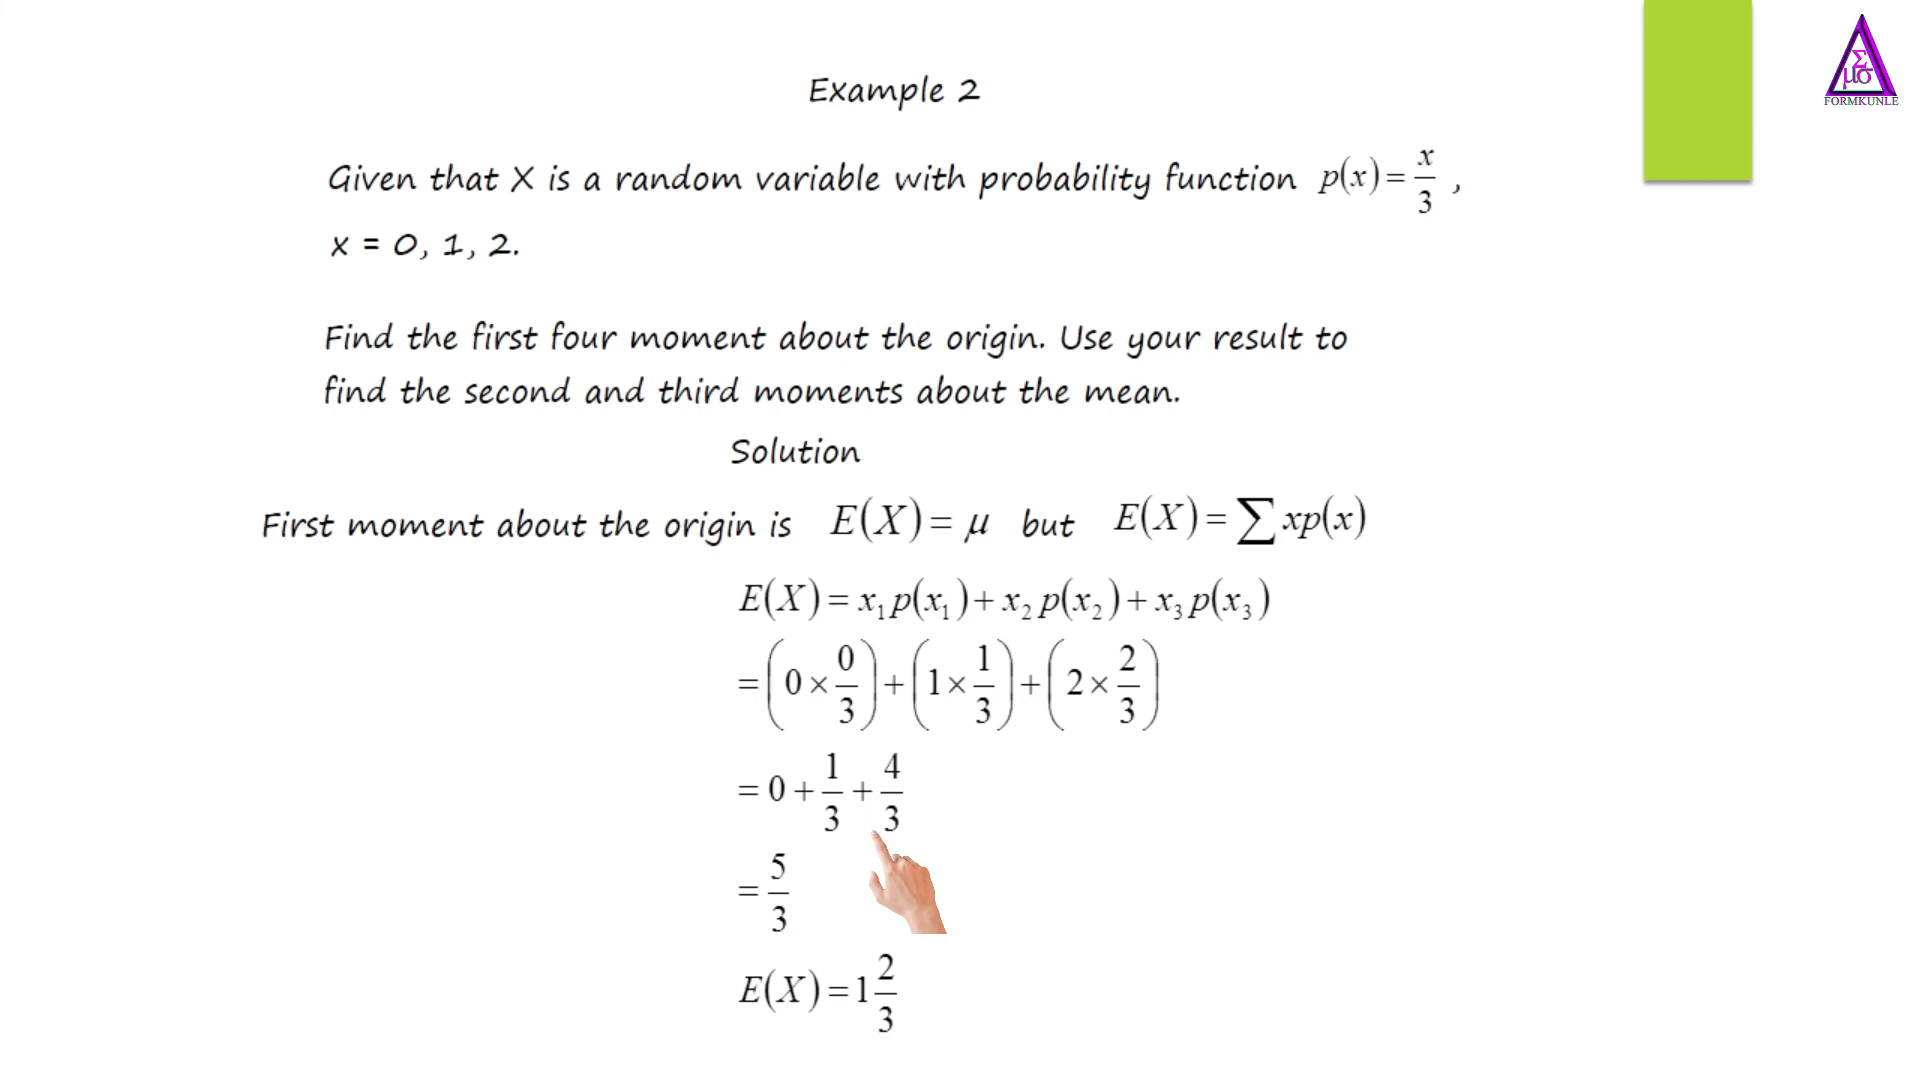 Σ
μσ
FORMKUNLE
Example 2
Given that X is a random variable with probability function p(x) = x/3 ,
x = 0, 1, 2.
Find the first four moment about the origin. Use your result to
find the second and third moments about the mean.
Solution
First moment about the origin is E(X) = μ but E(X) = ∑ xp(x)
E(X) = x₁p(x₁) + x₂p(x₂) + x₃p(x₃)
= (0 × 0/3) + (1 × 1/3) + (2 × 2/3)
= 0 + 1/3 + 4/3
= 5/3
E(X) = 1 2/3